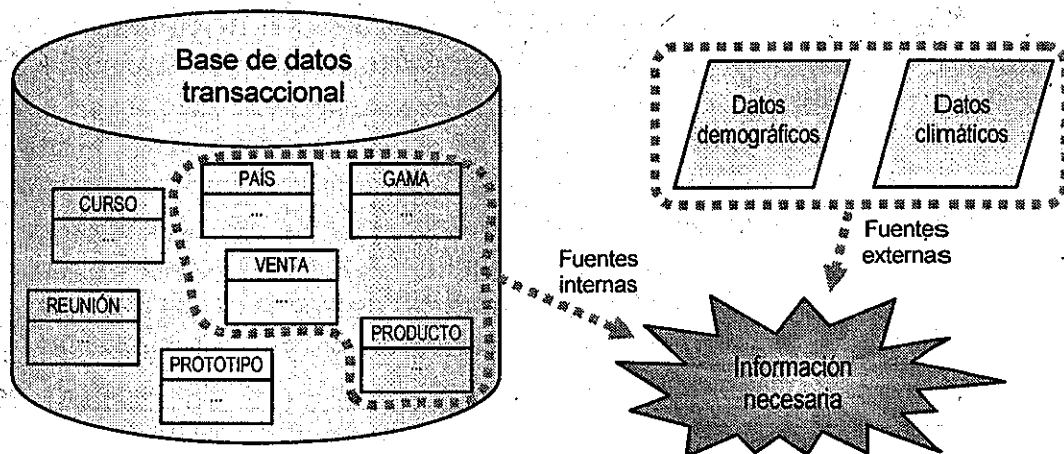 Base de datos
transaccional
PAÍS
...
GAMA
...
CURSO
...
VENTA
...
REUNIÓN
...
PRODUCTO
...
PROTOTIPO
...
Datos
demográficos
Datos
climáticos
Fuentes
internas
Fuentes
externas
Información
necesaria